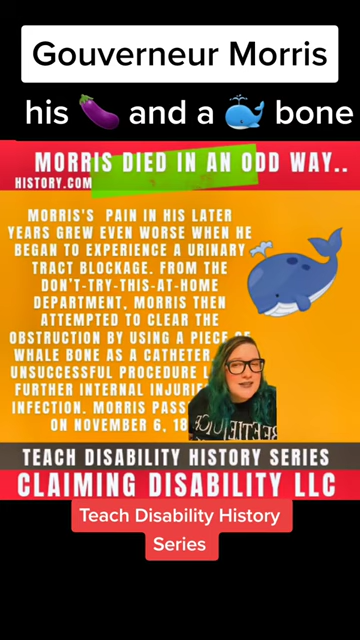 Gouverneur Morris
his 🍆 and a 🐳 bone
MORRIS DIED IN AN ODD WAY..
HISTORY.COM
MORRIS'S PAIN IN HIS LATER
YEARS GREW EVEN WORSE WHEN HE
BEGAN TO EXPERIENCE A URINARY
TRACT BLOCKAGE. FROM THE
DON'T-TRY-THIS-AT-HOME
DEPARTMENT, MORRIS THEN
ATTEMPTED TO CLEAR THE
OBSTRUCTION BY USING A PIECE OF
WHALE BONE AS A CATHETER.
UNSUCCESSFUL PROCEDURE
FURTHER INTERNAL
INFECTION. MORRIS
ON NOVEMBER 6, 18
BEETLEJUICE
TEACH DISABILITY HISTORY SERIES
CLAIMING DISABILITY LLC
Teach Disability History
Series